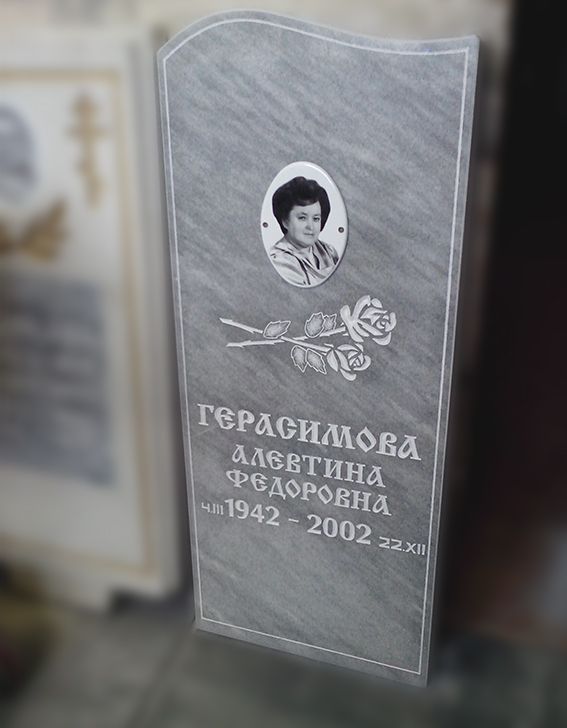 ГЕРАСИМОВА
АЛЕВТИНА
ФЕДОРОВНА
4.III 1942 - 2002 22.XII